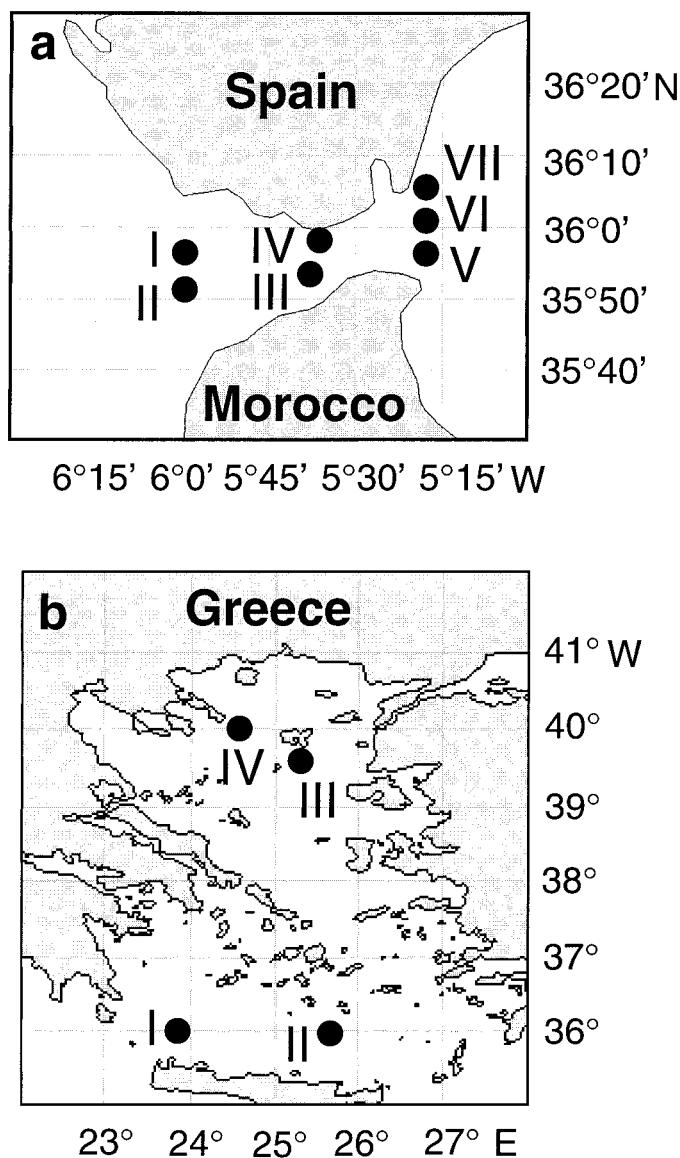 a
Spain
36°20' N
36°10'
VII
VI
36°0'
IV
I
V
III
II
35°50'
35°40'
Morocco
6°15' 6°0' 5°45' 5°30' 5°15' W
b
Greece
41° W
40°
IV
III
39°
38°
37°
I
II
36°
23° 24° 25° 26° 27° E